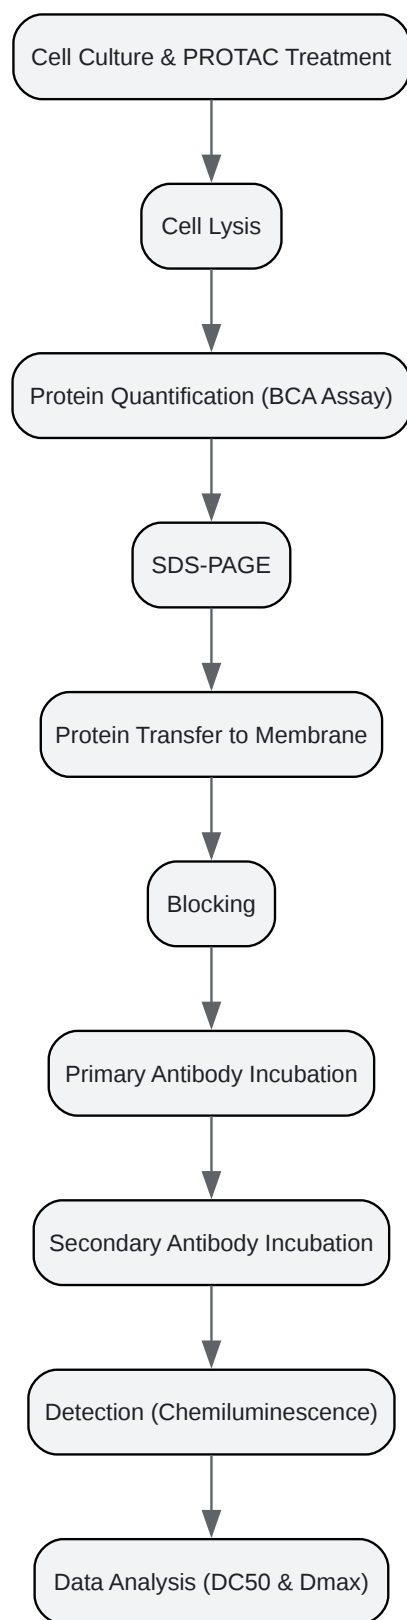 Cell Culture & PROTAC Treatment
Cell Lysis
Protein Quantification (BCA Assay)
SDS-PAGE
Protein Transfer to Membrane
Blocking
Primary Antibody Incubation
Secondary Antibody Incubation
Detection (Chemiluminescence)
Data Analysis (DC50 & Dmax)